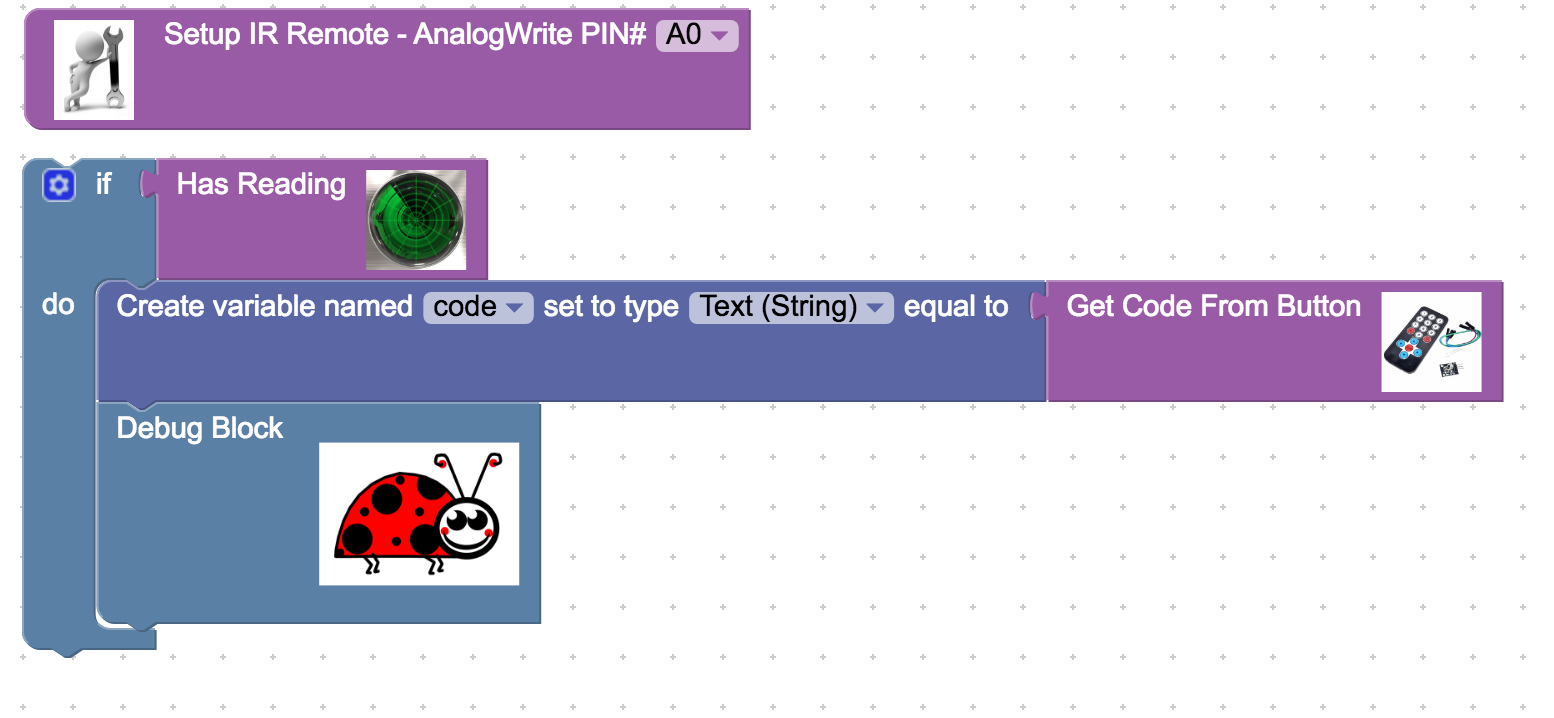 Setup IR Remote - AnalogWrite PIN# A0
if Has Reading
do Create variable named code set to type Text (String) equal to Get Code From Button
Debug Block